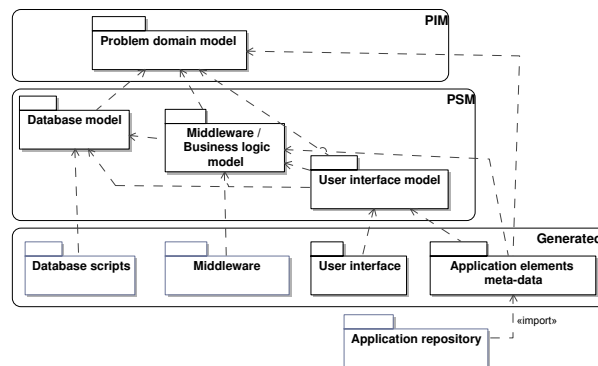 PIM
Problem domain model
PSM
Database model
Middleware /
Business logic
model
User interface model
Generated
Database scripts
Middleware
User interface
Application elements
meta-data
«import»
Application repository